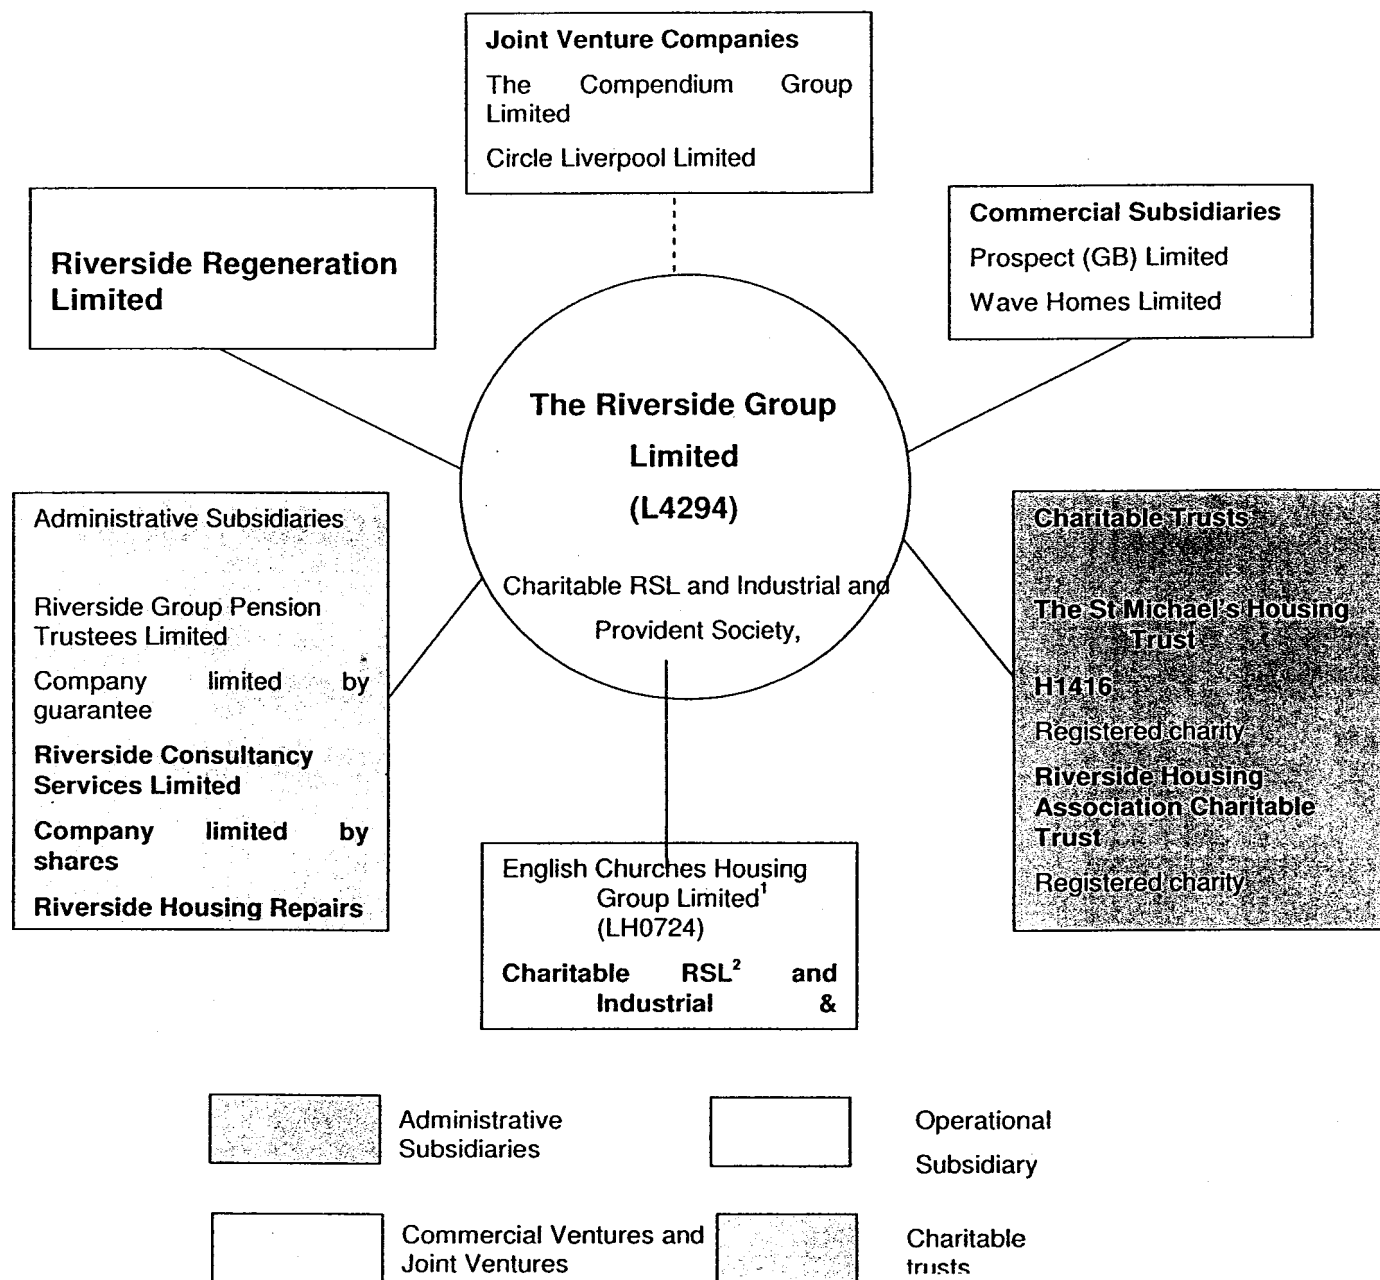 Joint Venture Companies
The Compendium Group
Limited
Circle Liverpool Limited
Riverside Regeneration
Limited
Commercial Subsidiaries
Prospect (GB) Limited
Wave Homes Limited
The Riverside Group
Limited
(L4294)
Charitable RSL and Industrial and
Provident Society,
Administrative Subsidiaries
Riverside Group Pension
Trustees Limited
Company limited by
guarantee
Riverside Consultancy
Services Limited
Company limited by
shares
Riverside Housing Repairs
Charitable Trusts
The St Michael's Housing
Trust
H1416
Registered charity
Riverside Housing
Association Charitable
Trust
Registered charity
English Churches Housing
Group Limited¹
(LH0724)
Charitable RSL² and
Industrial &
Administrative
Subsidiaries
Operational
Subsidiary
Commercial Ventures and
Joint Ventures
Charitable
trusts